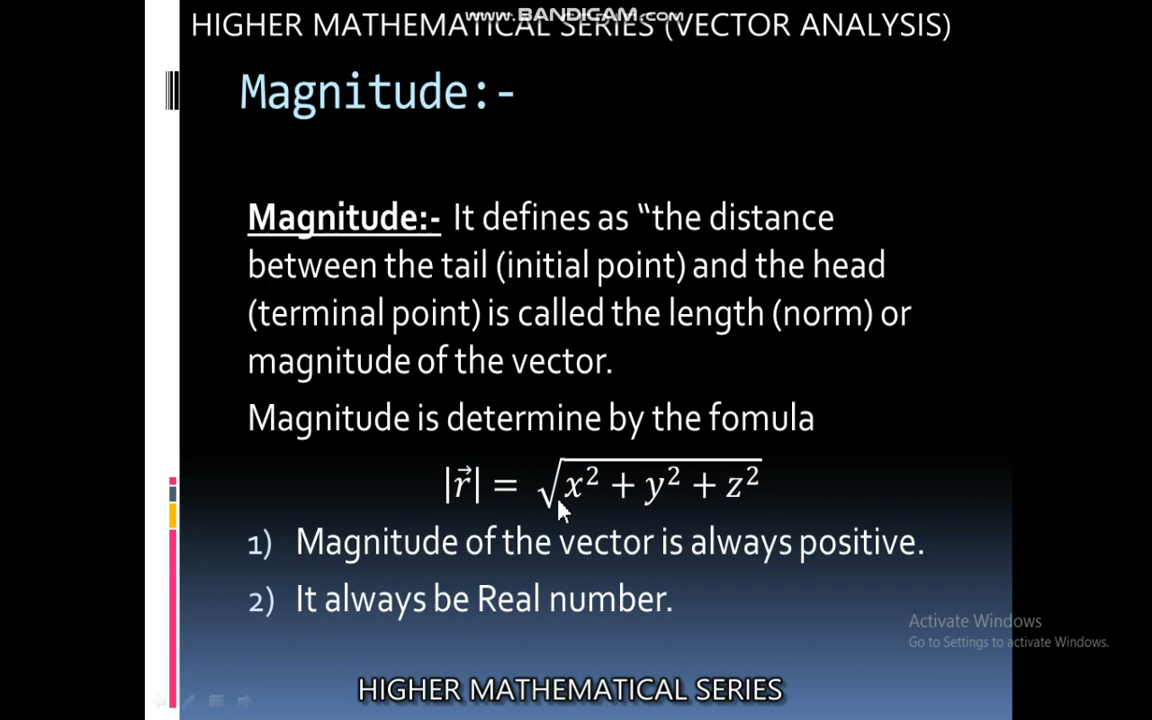 www.BANDICAM.com
HIGHER MATHEMATICAL SERIES (VECTOR ANALYSIS)
Magnitude:-
Magnitude:- It defines as “the distance
between the tail (initial point) and the head
(terminal point) is called the length (norm) or
magnitude of the vector.
Magnitude is determine by the fomula
|r⃗| = √(x² + y² + z²)
1) Magnitude of the vector is always positive.
2) It always be Real number.
Activate Windows
Go to Settings to activate Windows.
HIGHER MATHEMATICAL SERIES